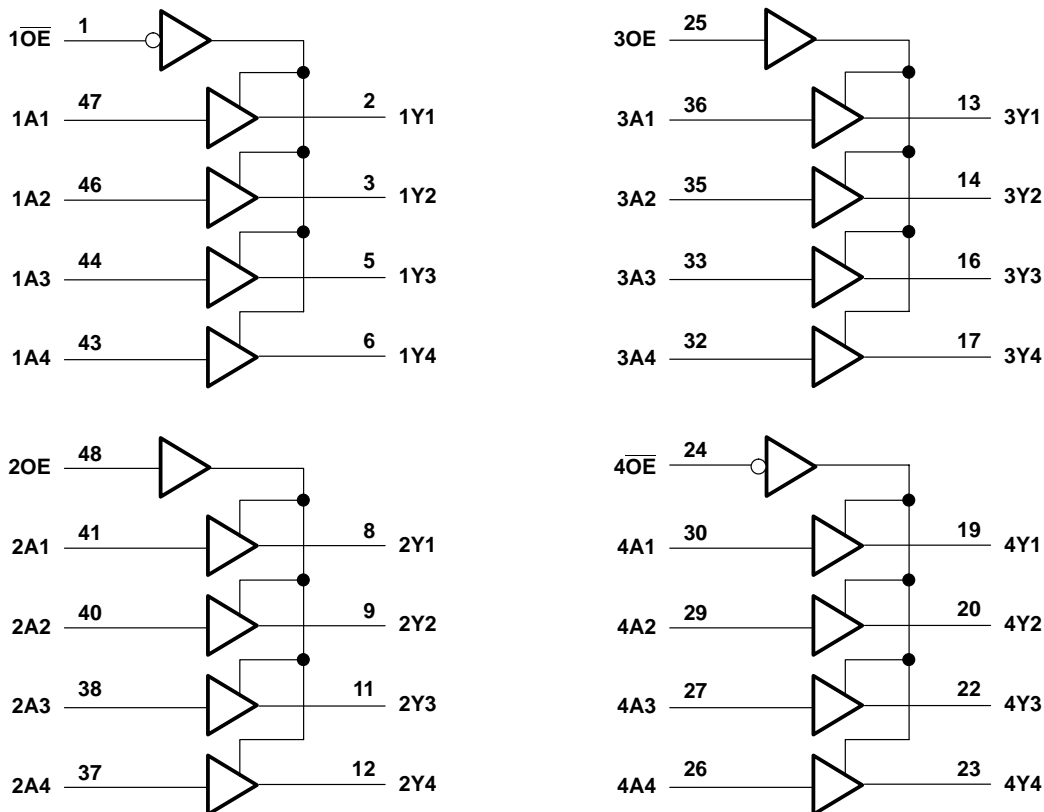 1O̅E̅ 1
1A1 47 2 1Y1
1A2 46 3 1Y2
1A3 44 5 1Y3
1A4 43 6 1Y4
3OE 25
3A1 36 13 3Y1
3A2 35 14 3Y2
3A3 33 16 3Y3
3A4 32 17 3Y4
2OE 48
2A1 41 8 2Y1
2A2 40 9 2Y2
2A3 38 11 2Y3
2A4 37 12 2Y4
4O̅E̅ 24
4A1 30 19 4Y1
4A2 29 20 4Y2
4A3 27 22 4Y3
4A4 26 23 4Y4